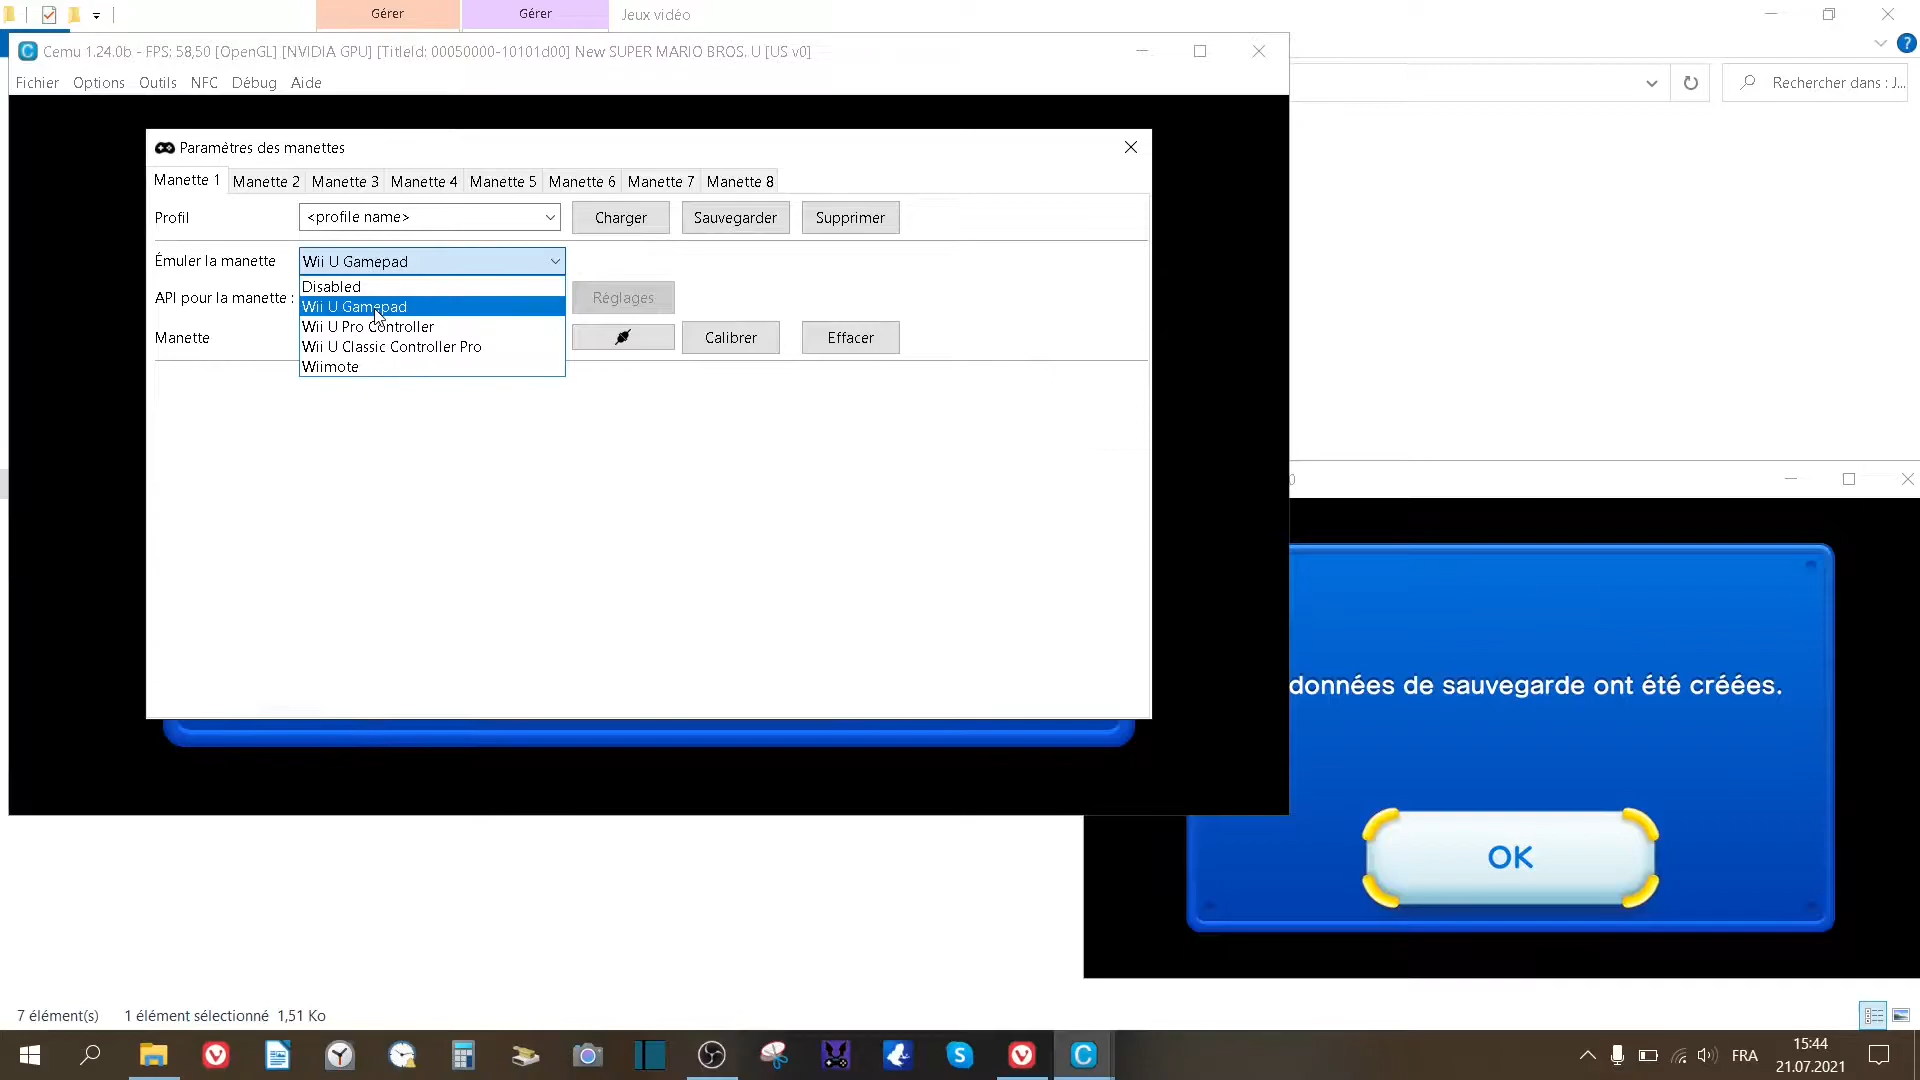 Gérer
Gérer
Jeux vidéo
Cemu 1.24.0b - FPS: 58,50 [OpenGL] [NVIDIA GPU] [TitleId: 00050000-10101d00] New SUPER MARIO BROS. U [US v0]
Fichier Options Outils NFC Débug Aide
Rechercher dans : J...
Paramètres des manettes
Manette 1 Manette 2 Manette 3 Manette 4 Manette 5 Manette 6 Manette 7 Manette 8
Profil <profile name> Charger Sauvegarder Supprimer
Émuler la manette Wii U Gamepad
Disabled
API pour la manette : Réglages
Wii U Gamepad
Wii U Pro Controller
Manette Calibrer Effacer
Wii U Classic Controller Pro
Wiimote
données de sauvegarde ont été créées.
OK
7 élément(s) 1 élément sélectionné 1,51 Ko
FRA
15:44
21.07.2021